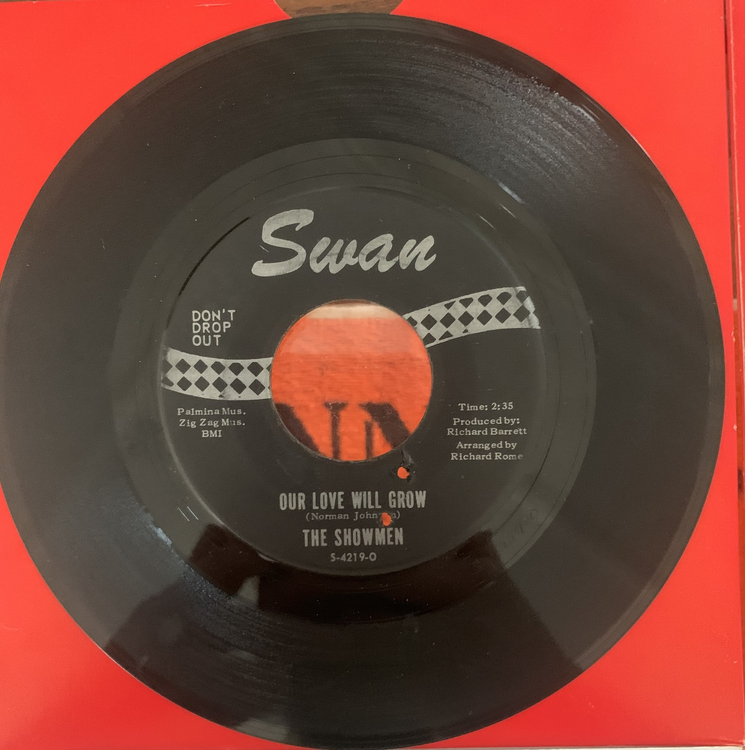 Swan
DON'T
DROP
OUT
Palmina Mus.
Zig Zag Mus.
BMI
Time: 2:35
Produced by:
Richard Barrett
Arranged by
Richard Rome
OUR LOVE WILL GROW
(Norman
THE SHOWMEN
S-4219-O